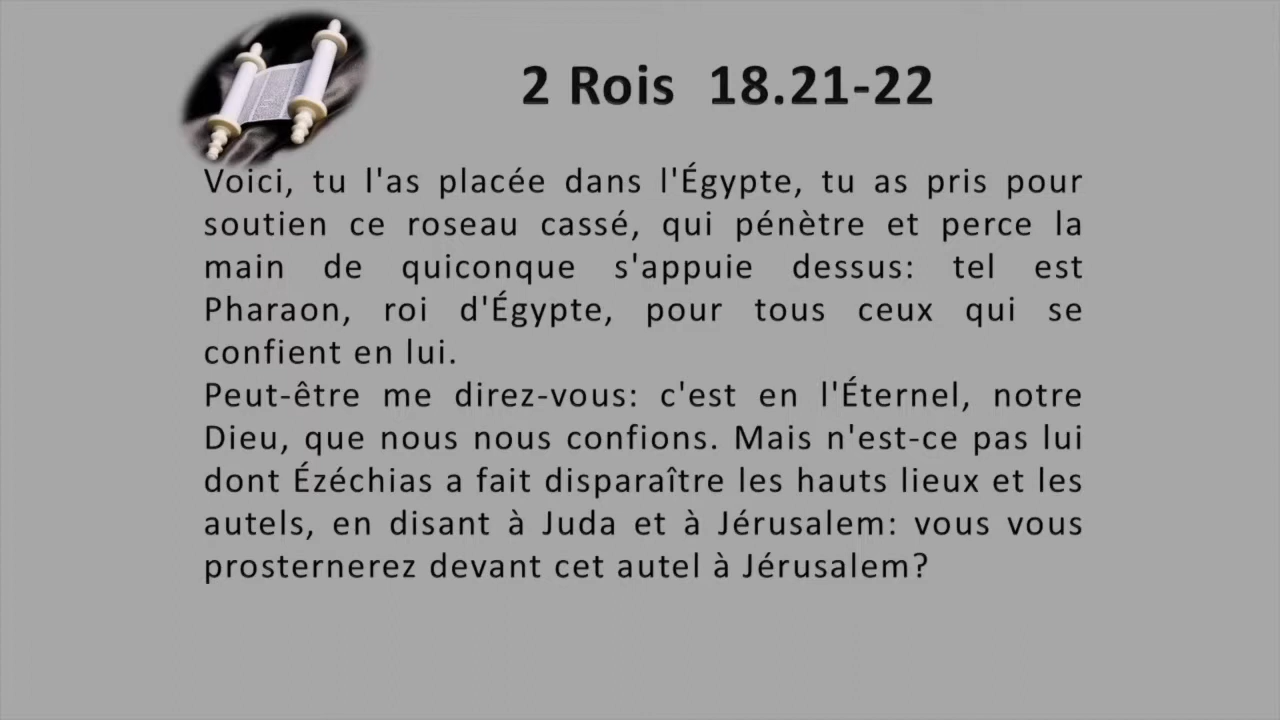 2 Rois 18.21-22
Voici, tu l'as placée dans l'Égypte, tu as pris pour
soutien ce roseau cassé, qui pénètre et perce la
main de quiconque s'appuie dessus: tel est
Pharaon, roi d'Égypte, pour tous ceux qui se
confient en lui.
Peut-être me direz-vous: c'est en l'Éternel, notre
Dieu, que nous nous confions. Mais n'est-ce pas lui
dont Ézéchias a fait disparaître les hauts lieux et les
autels, en disant à Juda et à Jérusalem: vous vous
prosternerez devant cet autel à Jérusalem?